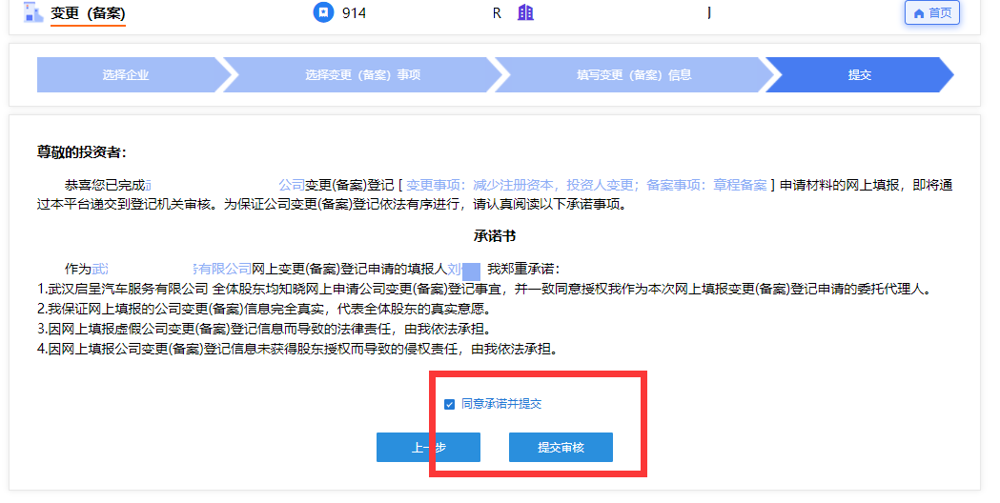 变更（备案） 914 R 首页
选择企业 选择变更（备案）事项 填写变更（备案）信息 提交
尊敬的投资者：
恭喜您已完成 公司变更(备案)登记 [ 变更事项：减少注册资本，投资人变更；备案事项：章程备案 ] 申请材料的网上填报，即将通
过本平台递交到登记机关审核。为保证公司变更(备案)登记依法有序进行，请认真阅读以下承诺事项。
承诺书
作为武 务有限公司网上变更(备案)登记申请的填报人刘 我郑重承诺：
1.武汉启呈汽车服务有限公司 全体股东均知晓网上申请公司变更(备案)登记事宜，并一致同意授权我作为本次网上填报变更(备案)登记申请的委托代理人。
2.我保证网上填报的公司变更(备案)信息完全真实，代表全体股东的真实意愿。
3.因网上填报虚假公司变更(备案)登记信息而导致的法律责任，由我依法承担。
4.因网上填报公司变更(备案)登记信息未获得股东授权而导致的侵权责任，由我依法承担。
同意承诺并提交
上一步 提交审核